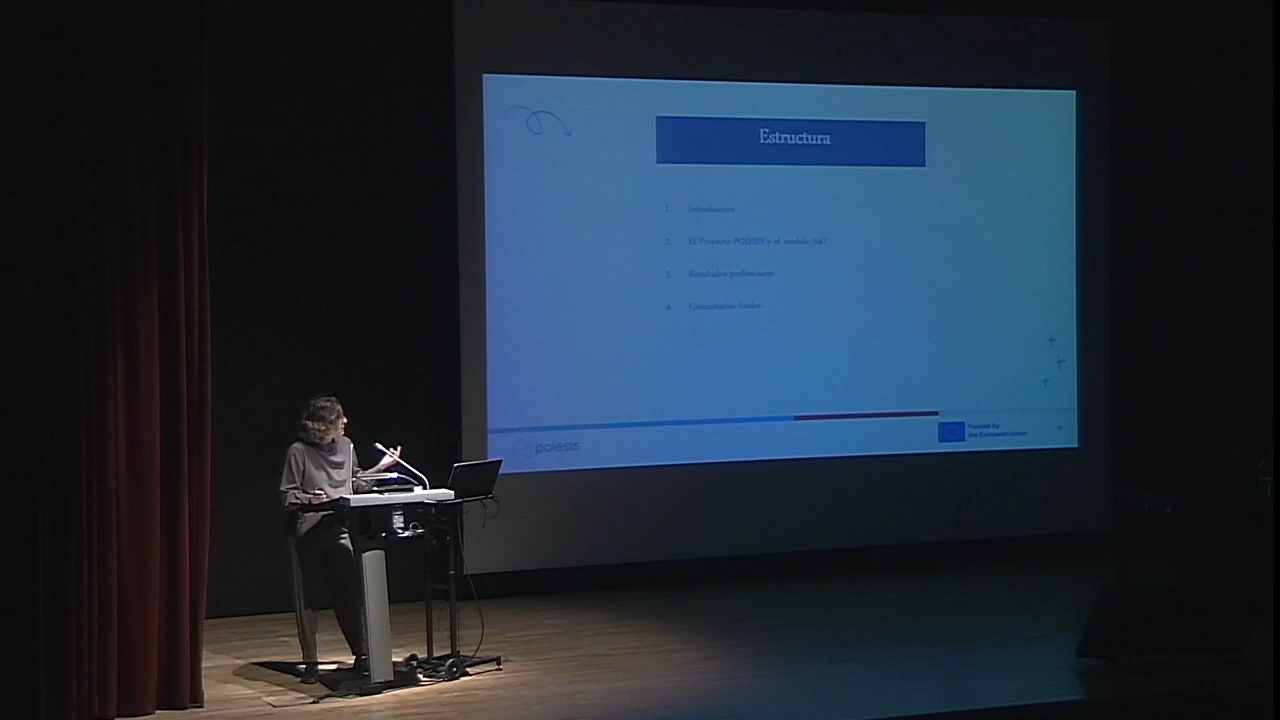 Estructura
1. Introducción
2. El Proyecto POIESIS y el modelo
3. Resultados preliminares
4. Comentarios finales
poiesis
Funded by
the European Union